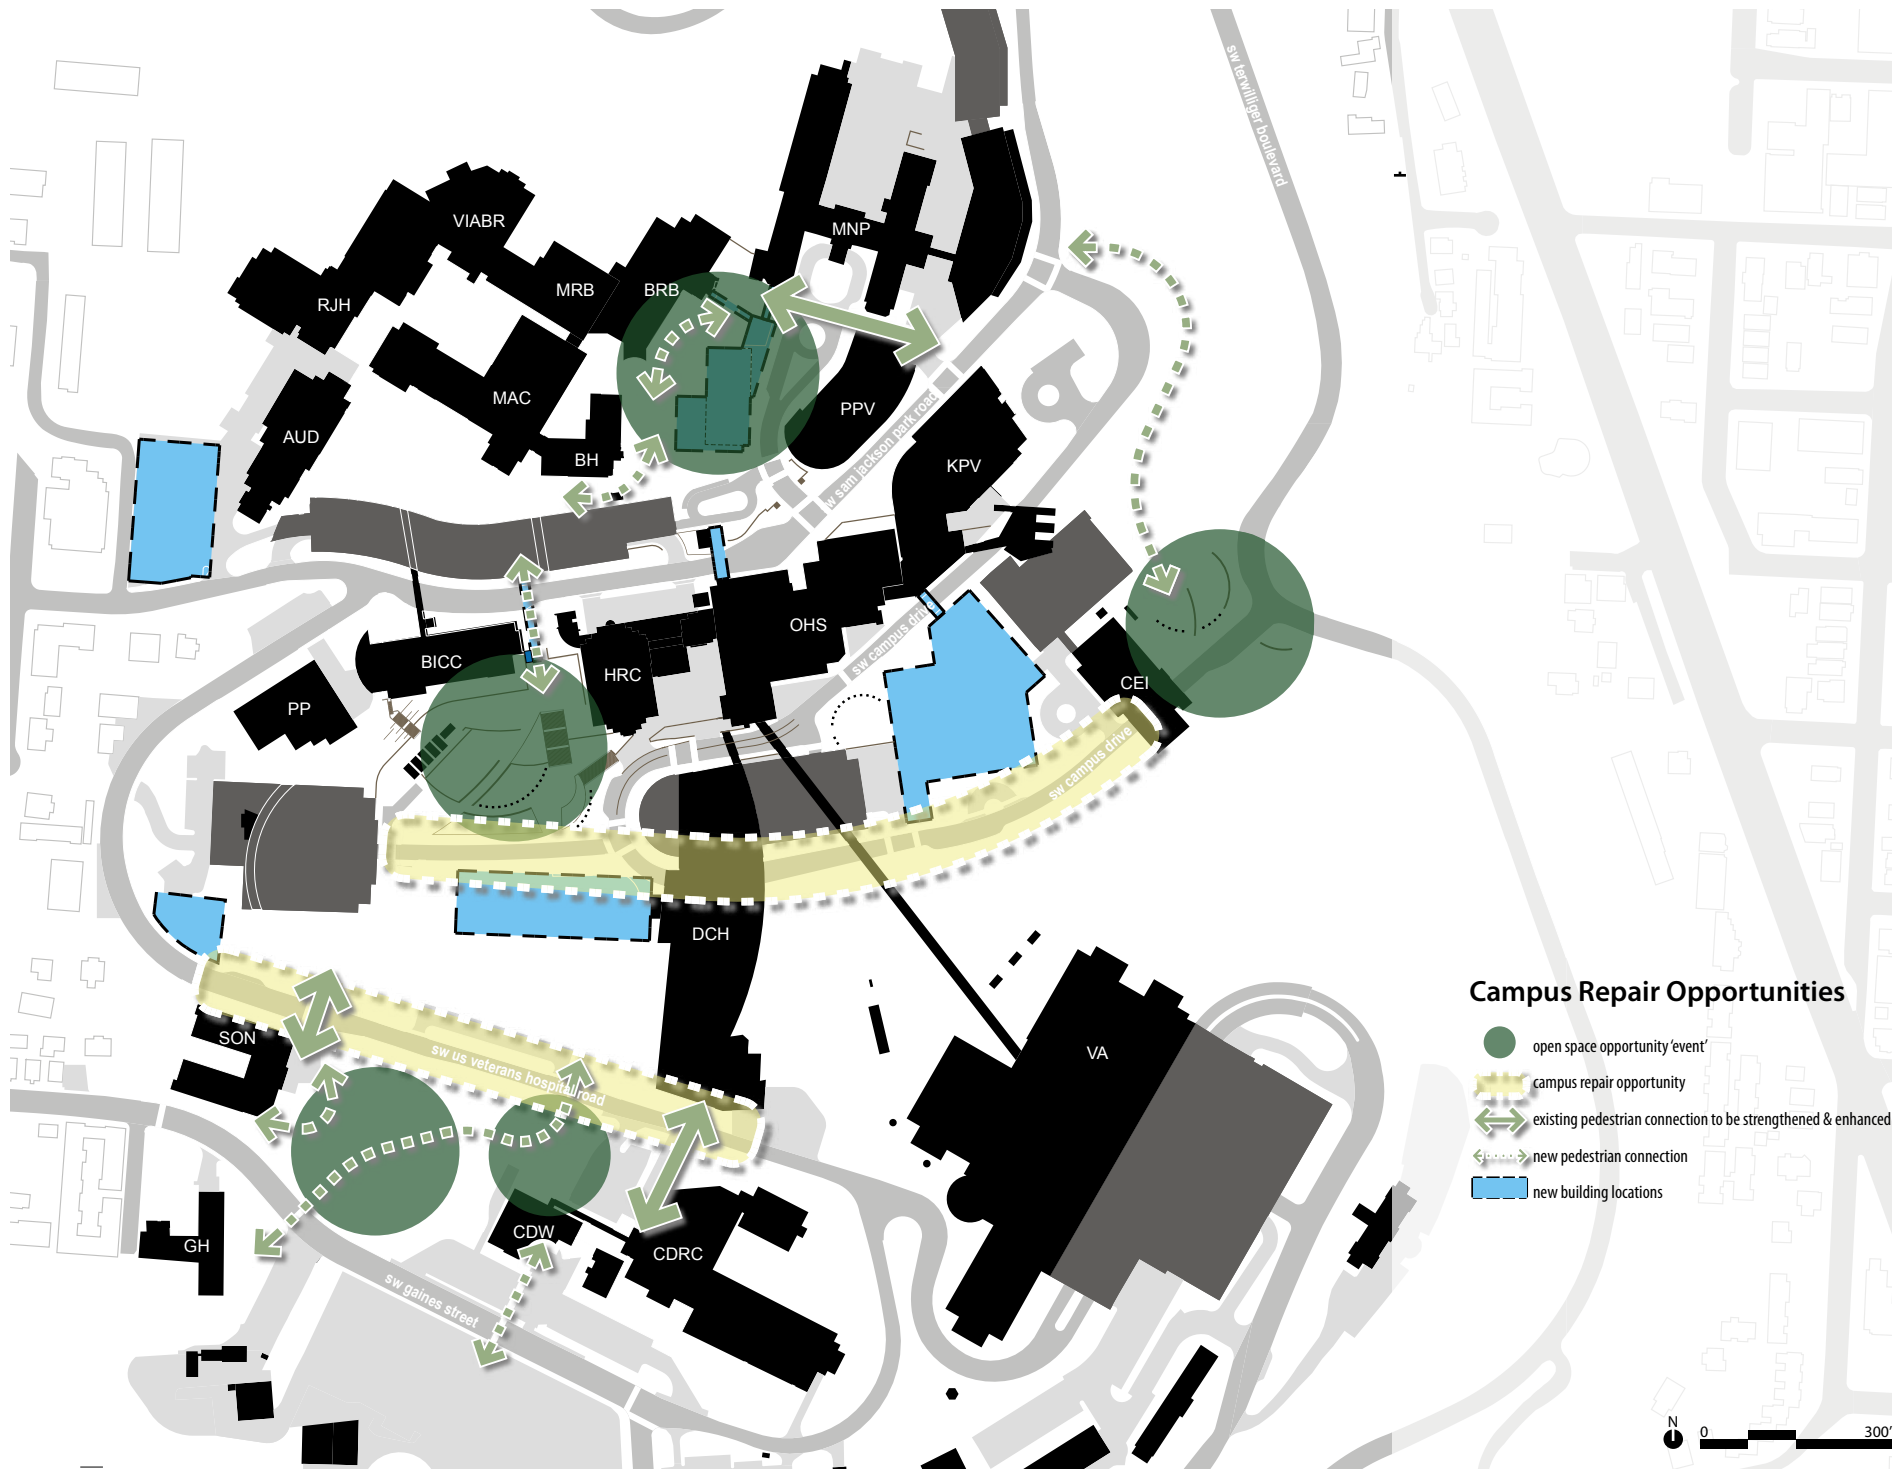 sw terwilliger boulevard
VIABR
MNP
MRB
BRB
RJH
MAC
PPV
AUD
BH
KPV
sw sam jackson park road
OHS
sw campus drive
BICC
HRC
CEI
PP
sw campus drive
DCH
SON
VA
sw us veterans hospital road
GH
CDW
CDRC
sw gaines street
Campus Repair Opportunities
open space opportunity ‘event’
campus repair opportunity
existing pedestrian connection to be strengthened & enhanced
new pedestrian connection
new building locations
N
0
300'